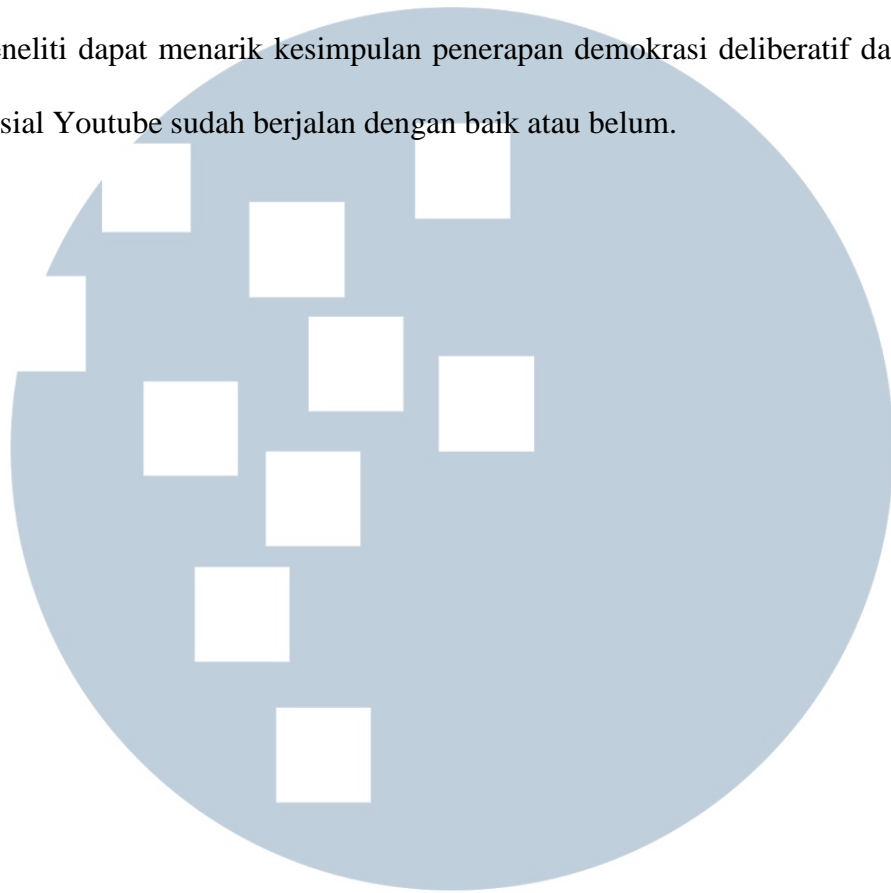 eneliti dapat menarik kesimpulan penerapan demokrasi deliberatif da
sial Youtube sudah berjalan dengan baik atau belum.